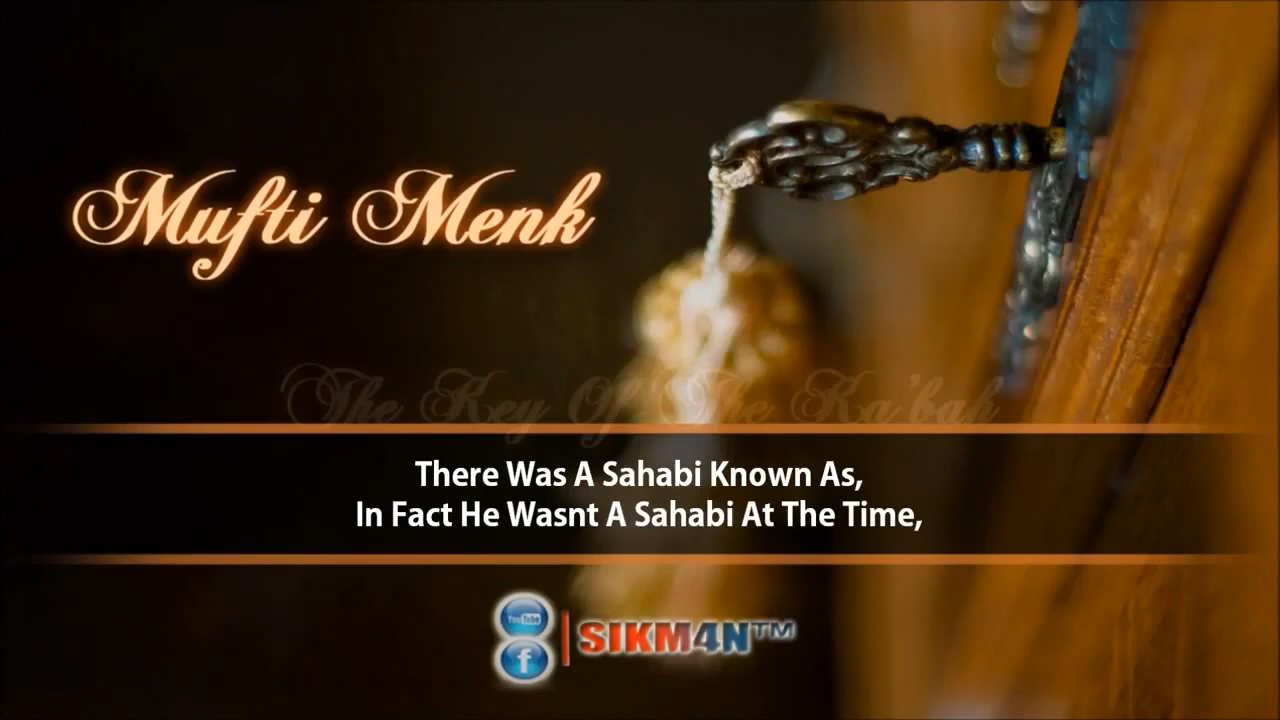 Mufti Menk
The Key Of The Ka'bah
There Was A Sahabi Known As,
In Fact He Wasnt A Sahabi At The Time,
YouTube
f
SIKM4N™